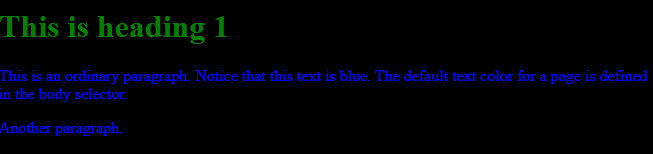 This is heading 1
This is an ordinary paragraph. Notice that this text is blue. The default text color for a page is defined
in the body selector.
Another paragraph.